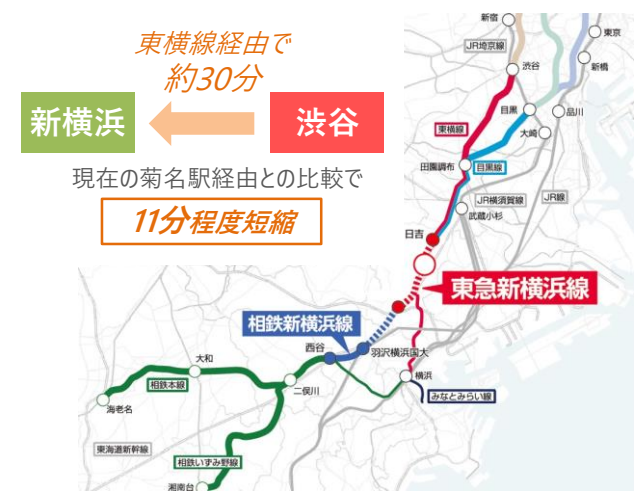 東横線経由で
約30分
新横浜
渋谷
現在の菊名駅経由との比較で
11分程度短縮
新宿
東京
JR埼京線
渋谷
新橋
目黒
品川
東横線
大崎
田園調布
目黒線
JR横須賀線
JR線
武蔵小杉
日吉
東急新横浜線
相鉄新横浜線
西谷
羽沢横浜国大
大和
横浜
相鉄本線
二俣川
みなとみらい線
海老名
東海道新幹線
相鉄いずみ野線
湘南台